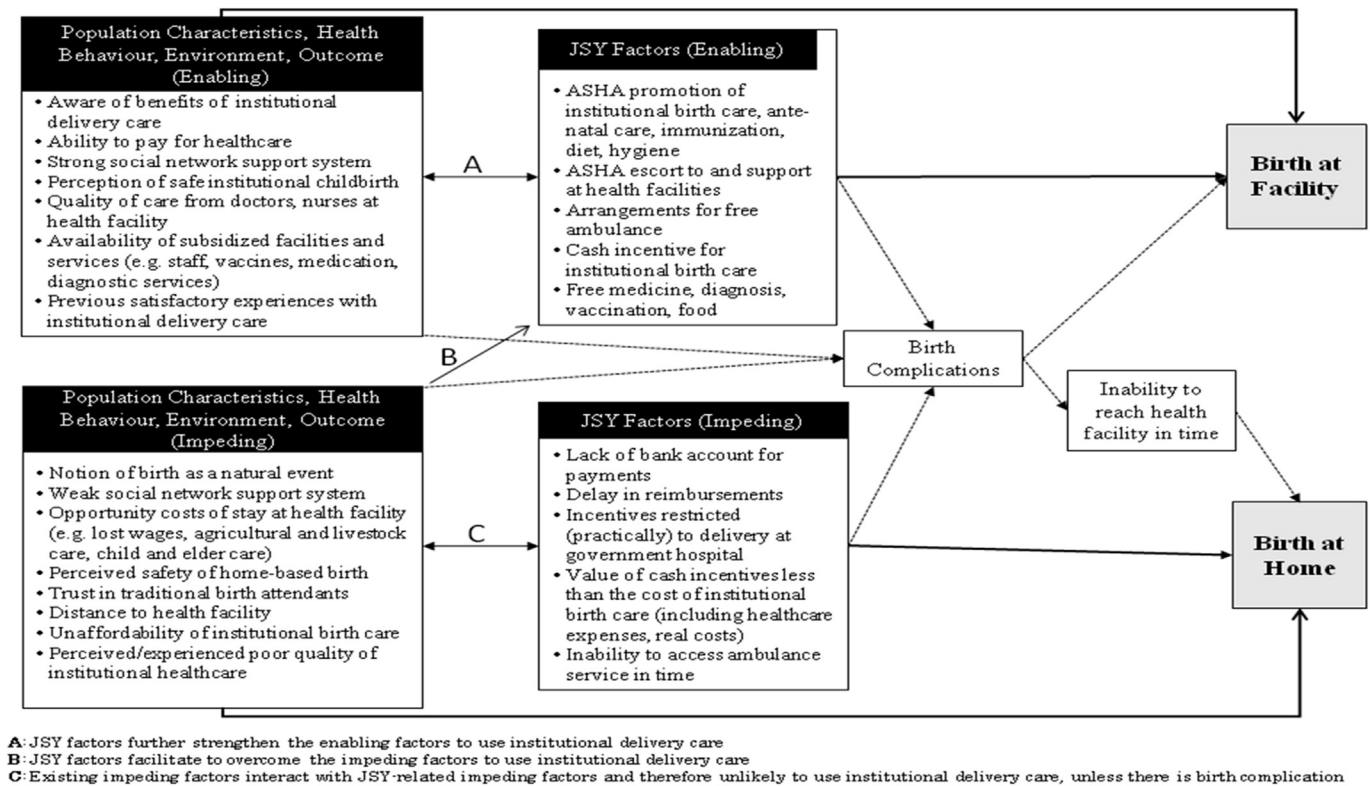 Population Characteristics, Health
Behaviour, Environment, Outcome
(Enabling)
• Aware of benefits of institutional
delivery care
• Ability to pay for healthcare
• Strong social network support system
• Perception of safe institutional childbirth
• Quality of care from doctors, nurses at
health facility
• Availability of subsidized facilities and
services (e.g. staff, vaccines, medication,
diagnostic services)
• Previous satisfactory experiences with
institutional delivery care
A
JSY Factors (Enabling)
• ASHA promotion of
institutional birth care, ante-
natal care, immunization,
diet, hygiene
• ASHA escort to and support
at health facilities
• Arrangements for free
ambulance
• Cash incentive for
institutional birth care
• Free medicine, diagnosis,
vaccination, food
Birth at
Facility
B
Birth
Complications
Inability to
reach health
facility in time
Population Characteristics, Health
Behaviour, Environment, Outcome
(Impeding)
• Notion of birth as a natural event
• Weak social network support system
• Opportunity costs of stay at health facility
(e.g. lost wages, agricultural and livestock
care, child and elder care)
• Perceived safety of home-based birth
• Trust in traditional birth attendants
• Distance to health facility
• Unaffordability of institutional birth care
• Perceived/experienced poor quality of
institutional healthcare
C
JSY Factors (Impeding)
• Lack of bank account for
payments
• Delay in reimbursements
• Incentives restricted
(practically) to delivery at
government hospital
• Value of cash incentives less
than the cost of institutional
birth care (including healthcare
expenses, real costs)
• Inability to access ambulance
service in time
Birth at
Home
A: JSY factors further strengthen the enabling factors to use institutional delivery care
B: JSY factors facilitate to overcome the impeding factors to use institutional delivery care
C: Existing impeding factors interact with JSY-related impeding factors and therefore unlikely to use institutional delivery care, unless there is birth complication